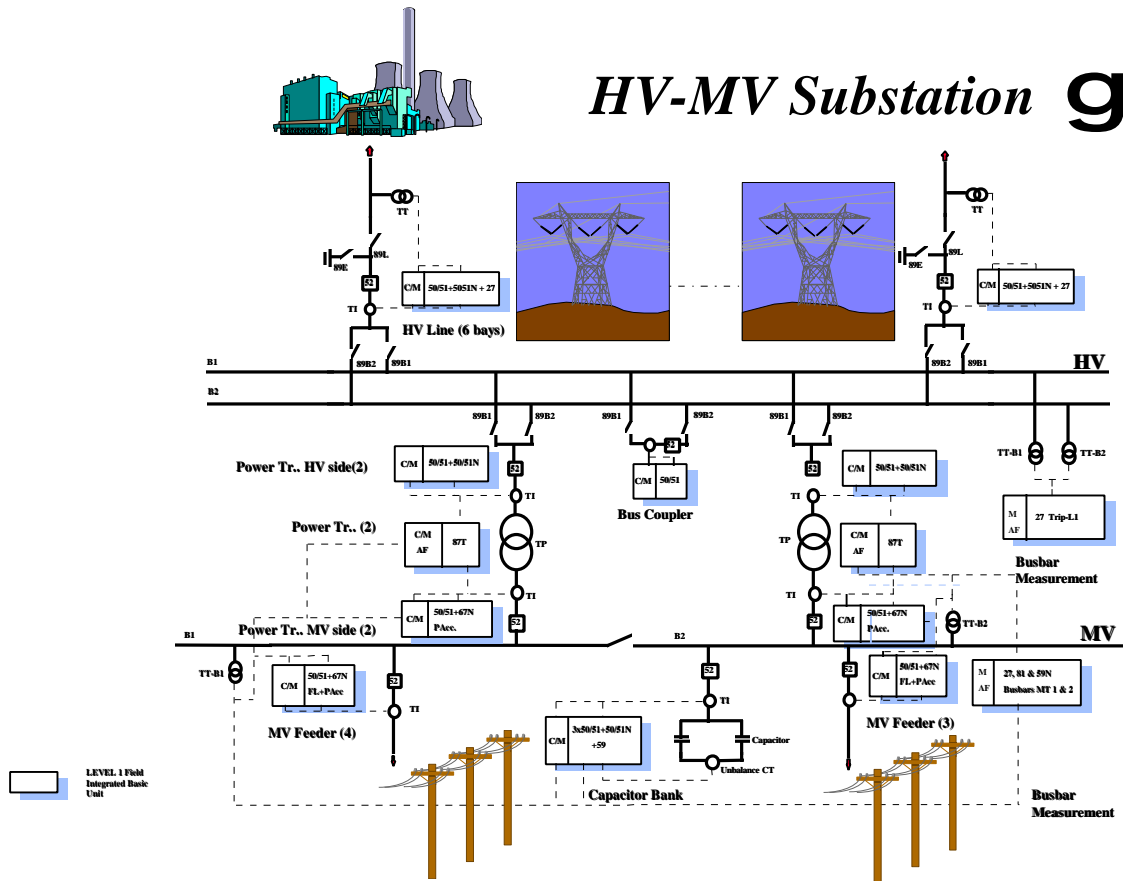 HV-MV Substation g
TT
TT
89L
89E
89L
89E
52
C/M 50/51+5051N + 27
52
C/M 50/51+5051N + 27
TI
TI
HV Line (6 bays)
89B2 89B1
89B2 89B1
B1
HV
B2
89B1 89B2
89B1 89B2
89B1 89B2
52
Power Tr.. HV side(2)
C/M 50/51+50/51N
52
C/M 50/51
52
C/M 50/51+50/51N
TT-B1 TT-B2
TI
TI
Bus Coupler
M
AF
27 Trip-L1
Power Tr.. (2)
C/M
AF
87T
TP
TP
C/M
AF
87T
Busbar
Measurement
TI
TI
C/M
50/51+67N
PAcc.
52
52
C/M
50/51+67N
PAcc.
TT-B2
Power Tr.. MV side (2)
B1
B2
MV
TT-B1
C/M
50/51+67N
FL+PAcc
52
52
52
C/M
50/51+67N
FL+PAcc
M
AF
27, 81 & 59N
Busbars MT 1 & 2
TI
TI
MV Feeder (4)
MV Feeder (3)
C/M
3x50/51+50/51N
+59
Capacitor
Unbalance CT
Capacitor Bank
LEVEL 1 Field
Integrated Basic
Unit
Busbar
Measurement